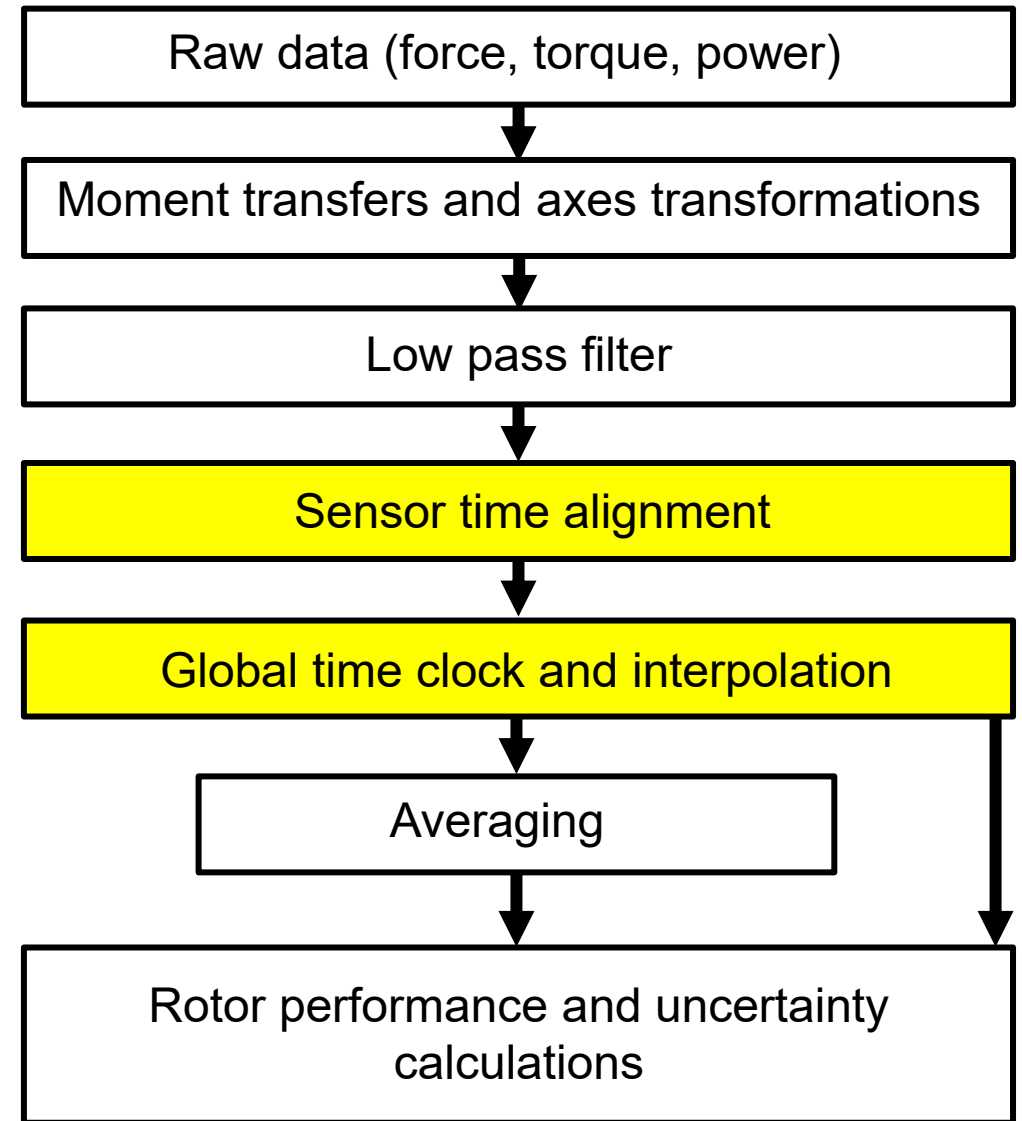 Raw data (force, torque, power)
Moment transfers and axes transformations
Low pass filter
Sensor time alignment
Global time clock and interpolation
Averaging
Rotor performance and uncertainty
calculations